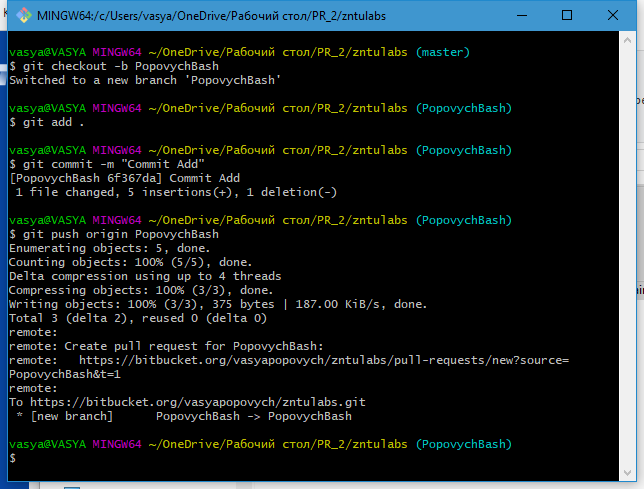 MINGW64:/c/Users/vasya/OneDrive/Рабочий стол/PR_2/zntulabs
vasya@VASYA MINGW64 ~/OneDrive/Рабочий стол/PR_2/zntulabs (master)
$ git checkout -b PopovychBash
Switched to a new branch 'PopovychBash'
vasya@VASYA MINGW64 ~/OneDrive/Рабочий стол/PR_2/zntulabs (PopovychBash)
$ git add .
vasya@VASYA MINGW64 ~/OneDrive/Рабочий стол/PR_2/zntulabs (PopovychBash)
$ git commit -m "Commit Add"
[PopovychBash 6f367da] Commit Add
 1 file changed, 5 insertions(+), 1 deletion(-)
vasya@VASYA MINGW64 ~/OneDrive/Рабочий стол/PR_2/zntulabs (PopovychBash)
$ git push origin PopovychBash
Enumerating objects: 5, done.
Counting objects: 100% (5/5), done.
Delta compression using up to 4 threads
Compressing objects: 100% (3/3), done.
Writing objects: 100% (3/3), 375 bytes | 187.00 KiB/s, done.
Total 3 (delta 2), reused 0 (delta 0)
remote:
remote: Create pull request for PopovychBash:
remote:   https://bitbucket.org/vasyapopovych/zntulabs/pull-requests/new?source=
PopovychBash&t=1
remote:
To https://bitbucket.org/vasyapopovych/zntulabs.git
 * [new branch]      PopovychBash -> PopovychBash
vasya@VASYA MINGW64 ~/OneDrive/Рабочий стол/PR_2/zntulabs (PopovychBash)
$